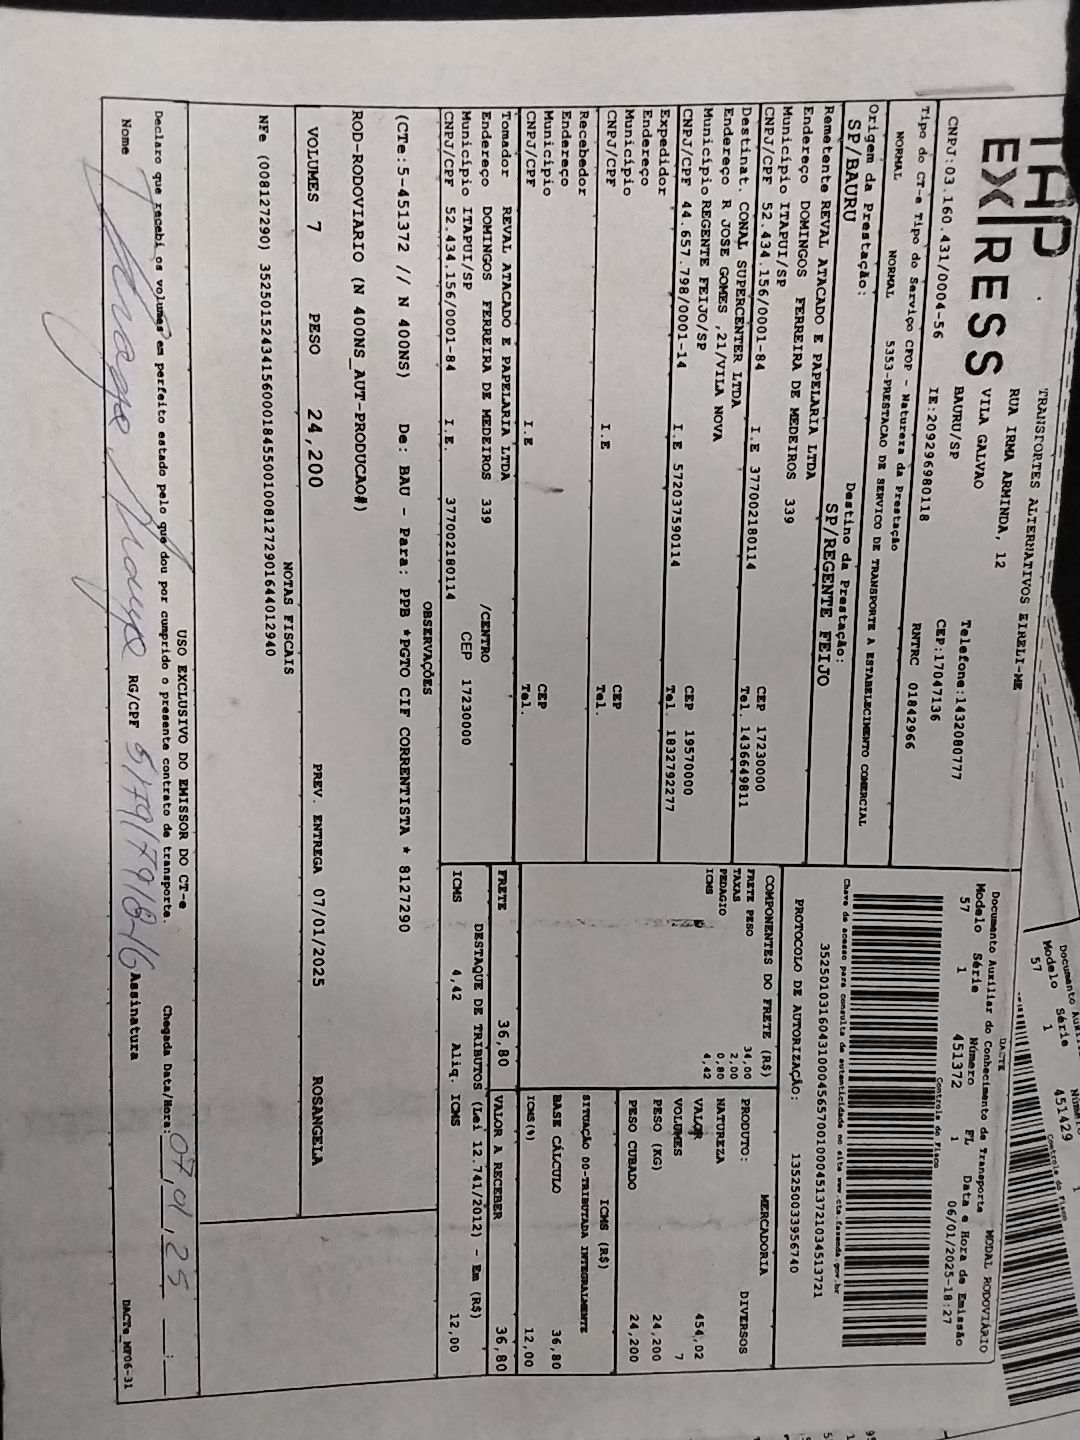 TAP
EXPRESS
TRANSPORTES ALTERNATIVOS EIRELI-ME
RUA IRMA ARMINDA, 12
VILA GALVAO
BAURU/SP
Telefone:1432080777
CEP:17047136
CNPJ:03.160.431/0004-56 IE:209296980118 RNTRC 01842966
Tipo do CT-e Tipo do Serviço CFOP - Natureza da Prestação
NORMAL NORMAL 5353-PRESTACAO DE SERVICO DE TRANSPORTE A ESTABELECIMENTO COMERCIAL
Origem da Prestação: Destino da Prestação:
SP/BAURU SP/REGENTE FEIJO
Remetente REVAL ATACADO E PAPELARIA LTDA
Endereço DOMINGOS FERREIRA DE MEDEIROS 339
Município ITAPUI/SP CEP 17230000
CNPJ/CPF 52.434.156/0001-84 I.E 377002180114 Tel. 1436649811
Destinat. CONAL SUPERCENTER LTDA
Endereço R JOSE GOMES ,21/VILA NOVA
Município REGENTE FEIJO/SP CEP 19570000
CNPJ/CPF 44.657.798/0001-14 I.E 572037590114 Tel. 1832792277
Expedidor
Endereço
Município CEP
CNPJ/CPF I.E Tel.
Recebedor
Endereço
Município CEP
CNPJ/CPF I.E Tel.
Tomador REVAL ATACADO E PAPELARIA LTDA
Endereço DOMINGOS FERREIRA DE MEDEIROS 339 /CENTRO
Município ITAPUI/SP CEP 17230000
CNPJ/CPF 52.434.156/0001-84 I.E. 377002180114
DACTE
Documento Auxiliar do Conhecimento de Transporte MODAL RODOVIÁRIO
Modelo Série Número FL Data e Hora de Emissão
57 1 451372 1 06/01/2025-18:27
Controle do Fisco
Chave de acesso para consulta de autenticidade no site www.cte.fazenda.gov.br
35250103160431000456570010004513721034513721
PROTOCOLO DE AUTORIZAÇÃO: 135250033956740
COMPONENTES DO FRETE (R$)
FRETE PESO 34,00
TAXAS 2,00
PEDAGIO 0,80
ICMS 4,42
MERCADORIA
PRODUTO: DIVERSOS
NATUREZA
VALOR 454,02
VOLUMES 7
PESO (KG) 24,200
PESO CUBADO 24,200
ICMS (R$)
SITUAÇÃO 00-TRIBUTADA INTEGRALMENTE
BASE CÁLCULO 36,80
ICMS(%) 12,00
FRETE 36,80 VALOR A RECEBER 36,80
DESTAQUE DE TRIBUTOS (Lei 12.741/2012) - Em (R$)
ICMS 4,42 Aliq. ICMS 12,00
OBSERVAÇÕES
(CTe:5-451372 // N 400NS) De: BAU - Para: PPB *PGTO CIF CORRENTISTA * 8127290
ROD-RODOVIARIO (N 400NS_AUT-PRODUCAO#)
VOLUMES 7 PESO 24,200 PREV. ENTREGA 07/01/2025 ROSANGELA
NOTAS FISCAIS
NFe (008127290) 35250152434156000184550010081272901644012940
USO EXCLUSIVO DO EMISSOR DO CT-e
Declaro que recebi os volumes em perfeito estado pelo que dou por cumprido o presente contrato de transporte. Chegada Data/Hora: 07/01/25 __:__
Nome RG/CPF Assinatura
DACTe_MF06-31
Modelo Série
57 1 451429
Controle do Fisco